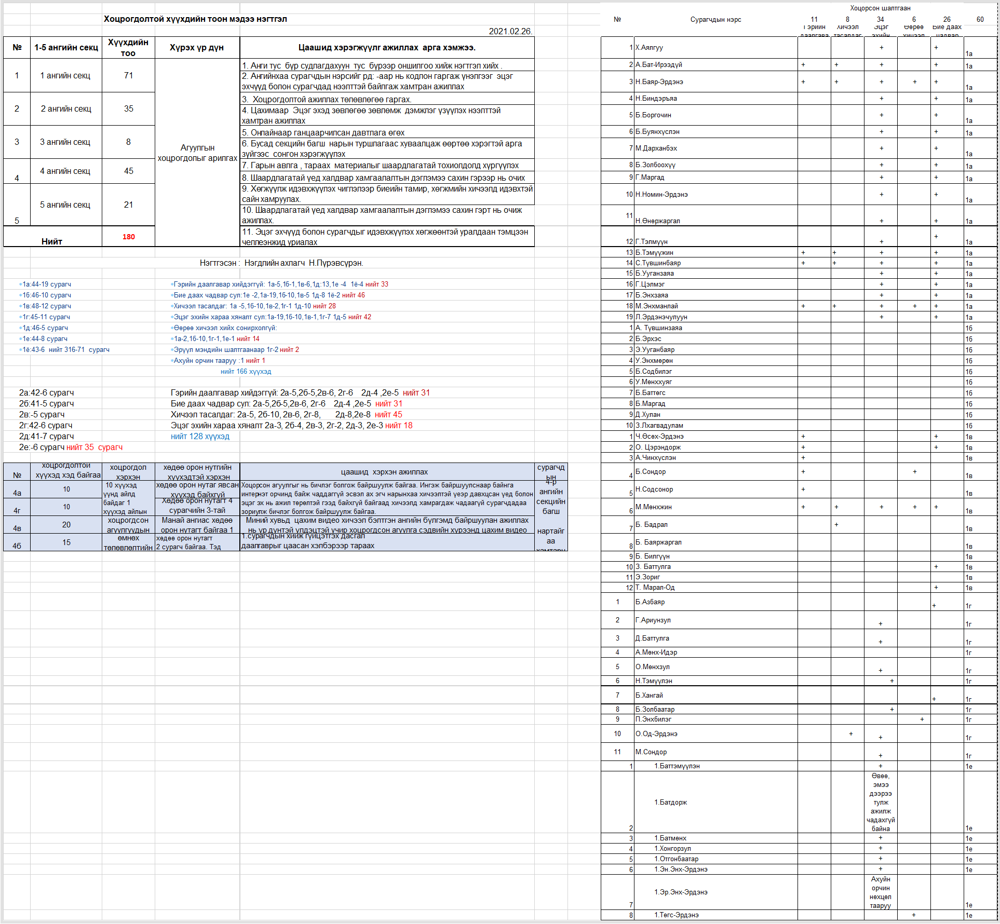 Хоцрогдолтой хүүхдийн тоон мэдээ нэгтгэл
2021.02.26.
№ 1-5 ангийн секц Хүүхдийн тоо Хүрэх үр дүн Цаашид хэрэгжүүлг ажиллах арга хэмжээ.
1 1 ангийн секц 71
2 2 ангийн секц 35
3 3 ангийн секц 8
4 4 ангийн секц 45
5 5 ангийн секц 21
Нийт 180
Агуулгын
хоцрогдолыг арилгах
1. Анги тус бүр судлагдахуун тус бүрээр оншилгоо хийж нэгтгэл хийх .
2. Ангийнхаа сурагчдын нэрсийг рд: -аар нь кодлон гаргаж үнэлгээг эцэг
эхчүүд болон сурагчдад нээлттэй байлгаж хамтран ажиллах
3. Хоцрогдолтой ажиллах төлөвлөгөө гаргах.
4. Цахимаар Эцэг эхэд зөвлөгөө зөвлөмж дэмжлэг үзүүлэх нээлттэй
хамтран ажиллах
5. Онлайнаар ганцаарчилсан давтлага өгөх
6. Бусад секцийн багш нарын туршлагаас хуваалцаж өөртөө хэрэгтэй арга
зүйгээс сонгон хэрэгжүүлэх
7. Гарын авлга , тараах материалыг шаардлагатай тохиолдолд хүргүүлэх
8. Шаардлагатай үед халдвар хамгаалалтын дэглэмээ сахин гэрээр нь очих
9. Хөгжүүлж идэвхжүүлэх чиглэлээр биеийн тамир, хөгжмийн хичээлд идэвхтэй
сайн хамруулах.
10. Шаардлагатай үед халдвар хамгаалалтын дэглэмээ сахин гэрт нь очиж
ажиллах.
11. Эцэг эхчүүд болон сурагчдыг идэвхжүүлэх хөгжөөнтэй уралдаан тэмцээн
челлеэнжид уриалах
Нэгтгэсэн : Нэгдлийн ахлагч Н.Пүрэвсүрэн.
*1а:44-19 сурагч
*1б:46-10 сурагч
*1в:48-12 сурагч
*1г:45-11 сурагч
*1д:46-5 сурагч
*1е:44-8 сурагч
*1ё:43-6 нийт 316-71 сурагч
*Гэрийн даалгавар хийдэггүй: 1а-5,1б-1,1в-6,1д:13,1е -4 1ё-4 нийт 33
*Бие даах чадвар сул:1е -2,1а-19,1б-10,1в-5 1д-8 1ё-2 нийт 46
*Хичээл тасалдаг: 1а -5,1б-10,1в-2,1г-1 1д-10 нийт 28
*Эцэг эхийн хараа хяналт сул:1а-19,1б-10,1в-1,1г-7 1д-5 нийт 42
*Өөрөө хичээл хийх сонирхолгүй:
*1а-2,1б-10,1г-1,1е-1 нийт 14
*Эрүүл мэндийн шалтгаанаар 1г-2 нийт 2
*Ахуйн орчин тааруу :1 нийт 1
нийт 166 хүүхэд
2а:42-6 сурагч
2б:41-5 сурагч
2в:-5 сурагч
2г:42-6 сурагч
2д:41-7 сурагч
2е:-6 сурагч нийт 35 сурагч
Гэрийн даалгавар хийдэггүй: 2а-5,2б-5,2в-6, 2г-6 2д-4 ,2е-5 нийт 31
Бие даах чадвар сул: 2а-5,2б-5,2в-6, 2г-6 2д-4 ,2е-5 нийт 31
Хичээл тасалдаг: 2а-5, 2б-10, 2в-6, 2г-8, 2д-8,2е-8 нийт 45
Эцэг эхийн хараа хяналт 2а-3, 2б-4, 2в-3, 2г-2, 2д-3, 2е-3 нийт 18
нийт 128 хүүхэд
№
хоцрогдолтой
хүүхэд хэд байгаа
хоцрогдол
хэрхэн
хөдөө орон нутгийн
хүүхэдтэй хэрхэн
цаашид хэрхэн ажиллах
сурагчд
ын
4а 10
4г 10
4в 20
4б 15
10 хүүхэд
үүнд айлд
байдаг 1
хүүхэд айлын
хоцрогдсон
агуулгуудын
өмнөх
төлөвлөлтийн
хөдөө орон нутаг явсан
хүүхэд байхгүй
Хөдөө орон нутагт 4
сурагчийн 3-тай
Манай ангиас хөдөө
орон нутагт байгаа 1
хөдөө орон нутагт
2 сурагч байгаа. Тэд
Хоцорсон агуулгыг нь бичлэг болгож байршуулж байгаа. Ингэж байршуулснаар байнга
интернэт орчинд байж чаддаггүй эсвэл ах эгч нарынхаа хичээлтэй үеэр давхцсан үед болон
эцэг эх нь ажил төрөлтэй гээд байхгүй байгаад хичээлд хамрагдаж чадаагүй сурагчдадаа
зориулж бичлэг болгож байршуулж байгаа.
Миний хувьд цахим видео хичээл бэлтгэн ангийн бүлгэмд байршуулан ажиллах
нь үр дүнтэй үлдэцтэй учир хоцрогдсон агуулга сэдвийн хүрээнд цахим видео
1.сурагчдын хийж гүйцэтгэх дасгал
даалгаврыг цаасан хэлбэрээр тараах
4-р
ангийн
секцийн
багш
нартайг
аа
хамтарч
Хоцорсон шалтгаан
№ Сурагчдын нэрс 11 8 34 6 26 60
Гэрийн даалгава
Хичээл тасалдаг
Эцэг эхийн
Өөрөө хичээл
Бие даах чадвар
1 Х.Аялгуу + + 1а
2 А.Бат-Ирээдүй + + + + 1а
3 Н.Баяр-Эрдэнэ + + + + + 1а
4 Н.Биндэръяа + + 1а
5 Б.Боргочин + + 1а
6 Б.Буянхүслэн + + 1а
7 М.Дарханбэх + + 1а
8 Б.Золбоохүү + + 1а
9 Г.Маргад + + 1а
10 Н.Номин-Эрдэнэ + + 1а
11 Н.Өнөржаргал + + 1а
12 Г.Тэлмүүн + + 1а
13 Б.Тэмүүжин + + + + 1а
14 С.Түвшинбаяр + + + + 1а
15 Б.Ууганзаяа + + 1а
16 Г.Цэлмэг + + 1а
17 Б.Энхзаяа + + 1а
18 М.Энхманлай + + + + + 1а
19 Л.Эрдэнэчулуун + + 1а
1 А. Түвшинзаяа 1б
2 Б.Эрхэс 1б
3 Э.Ууганбаяр 1б
4 У.Энхмөрөн 1б
5 Б.Содбилэг 1б
6 У.Мөнххуяг 1б
7 Б.Баттөгс 1б
8 Б.Маргад 1б
9 Д.Хулан 1б
10 З.Лхагвадулам 1б
1 Ч.Өсөх-Эрдэнэ + + 1в
2 О. Цэрэндорж + + 1в
3 А.Чинхүслэн + 1в
4 Б.Сондор + + 1в
5 Н.Содсонор + 1в
6 М.Мөнхжин + + + + + 1в
7 Б. Бадрал + 1в
8 Б. Баяржаргал 1в
9 Б. Билгүүн 1в
10 З. Баттулга + 1в
11 Э.Зориг 1в
12 Т. Марал-Од + 1в
1 Б.Азбаяр + 1г
2 Г.Ариунзул + 1г
3 Д.Баттулга + 1г
4 А.Мөнх-Идэр 1г
5 О.Мөнхзул + 1г
6 Н.Тэмүүлэн + 1г
7 Б.Хангай + 1г
8 Б.Золбаатар + 1г
9 П.Энхбилэг + 1г
10 О.Од-Эрдэнэ + + 1г
11 М.Сондор + 1г
1 1.Баттэмүүлэн + 1е
2 1.Батдорж
Өвөө,
эмээ
дээрээ
тулж
ажилж
чадахгүй
байна
1е
3 1.Батмөнх + 1е
4 1.Хонгорзул + 1е
5 1.Отгонбаатар + 1е
6 1.Эн.Энх-Эрдэнэ + 1е
7 1.Эр.Энх-Эрдэнэ
Ахуйн
орчин
нөхцөл
тааруу
1е
8 1.Төгс-Эрдэнэ + 1е